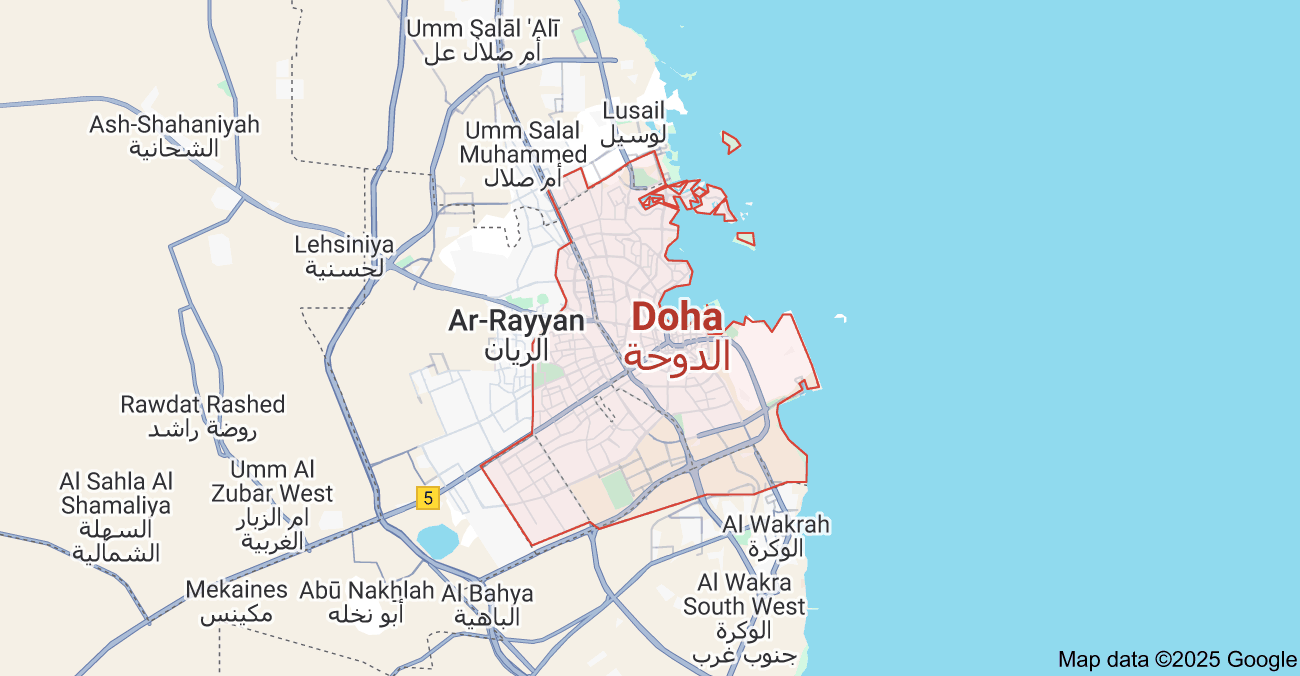 Umm Salāl 'Alī
أم صلال عل
Lusail
لوسيل
Ash-Shahaniyah
الشحانية
Umm Salal
Muhammed
أم صلال
Lehsiniya
لحسنية
Doha
الدوحة
Ar-Rayyan
الريان
Rawdat Rashed
روضة راشد
Umm Al
Zubar West
ام الزبار
الغربية
Al Sahla Al
Shamaliya
السهلة
الشمالية
5
Al Wakrah
الوكرة
Mekaines
مكينس
Abū Nakhlah
أبو نخله
Al Bahya
الباهية
Al Wakra
South West
الوكرة
جنوب غرب
Map data ©2025 Google